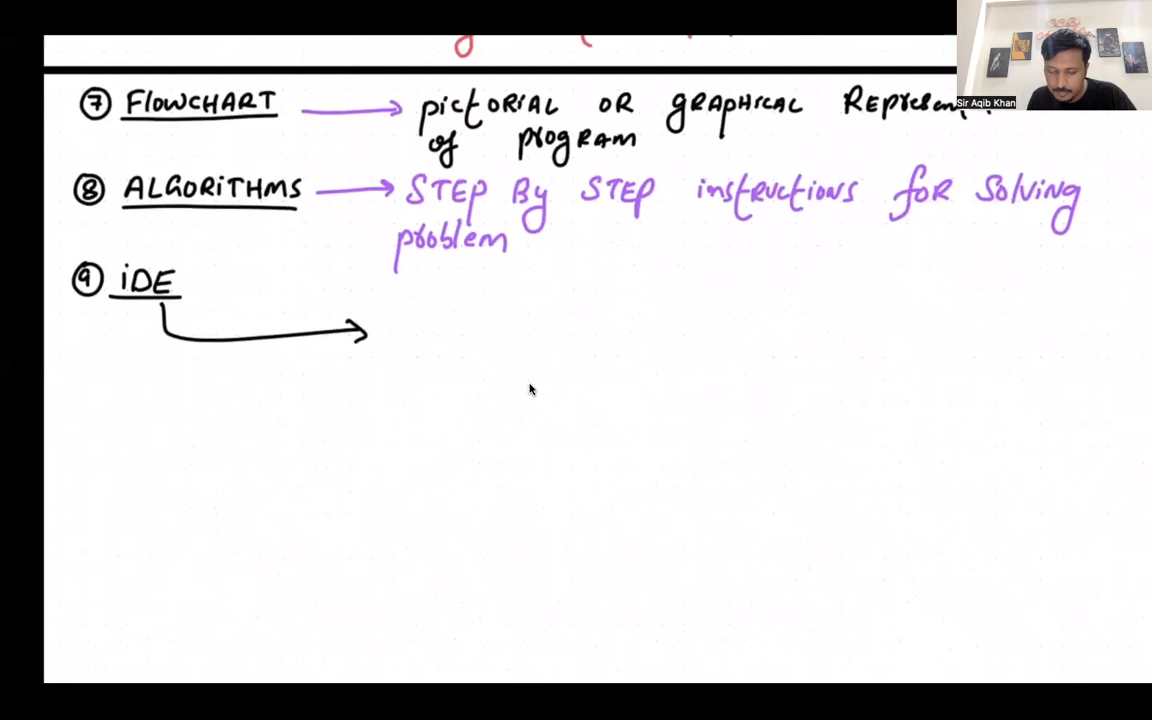 Sir Aqib Khan
⑦ FLOWCHART → pictORiAL OR gRAPHiCAL
of pRogRAM
⑧ ALGORiTHMS → STEP By STEP instRuctions foR Solving
problem
⑨ iDE